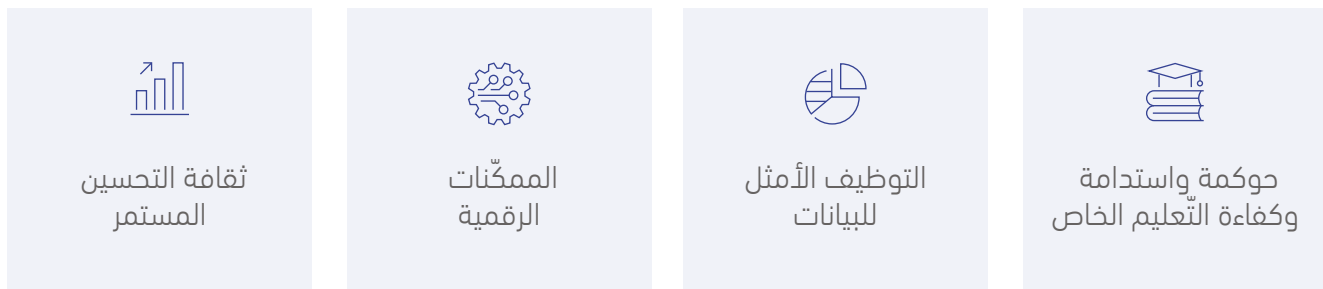 حوكمة واستدامة
وكفاءة التّعليم الخاص
التوظيف الأمثل
للبيانات
الممكّنات
الرقمية
ثقافة التحسين
المستمر